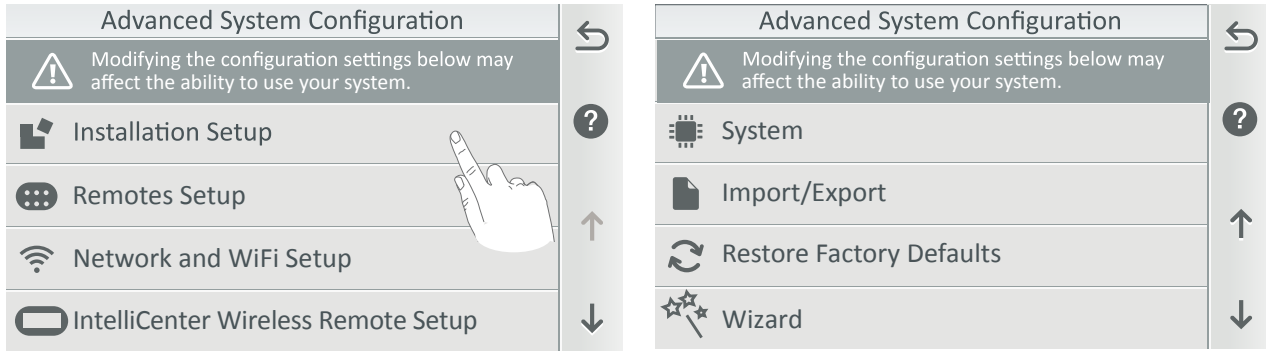 Advanced System Configuration
Modifying the configuration settings below may
affect the ability to use your system.
Installation Setup
Remotes Setup
Network and WiFi Setup
IntelliCenter Wireless Remote Setup
?
Advanced System Configuration
Modifying the configuration settings below may
affect the ability to use your system.
System
Import/Export
Restore Factory Defaults
Wizard
?